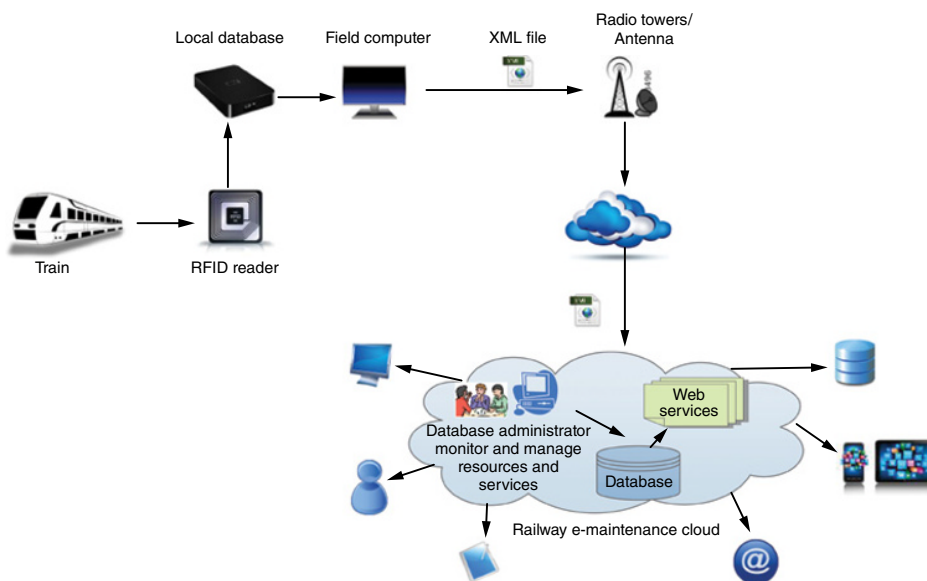 Radio towers/
Antenna
Local database
Field computer
XML file
Train
RFID reader
Web
services
Database administrator
monitor and manage
resources and
services
Database
Railway e-maintenance cloud
@